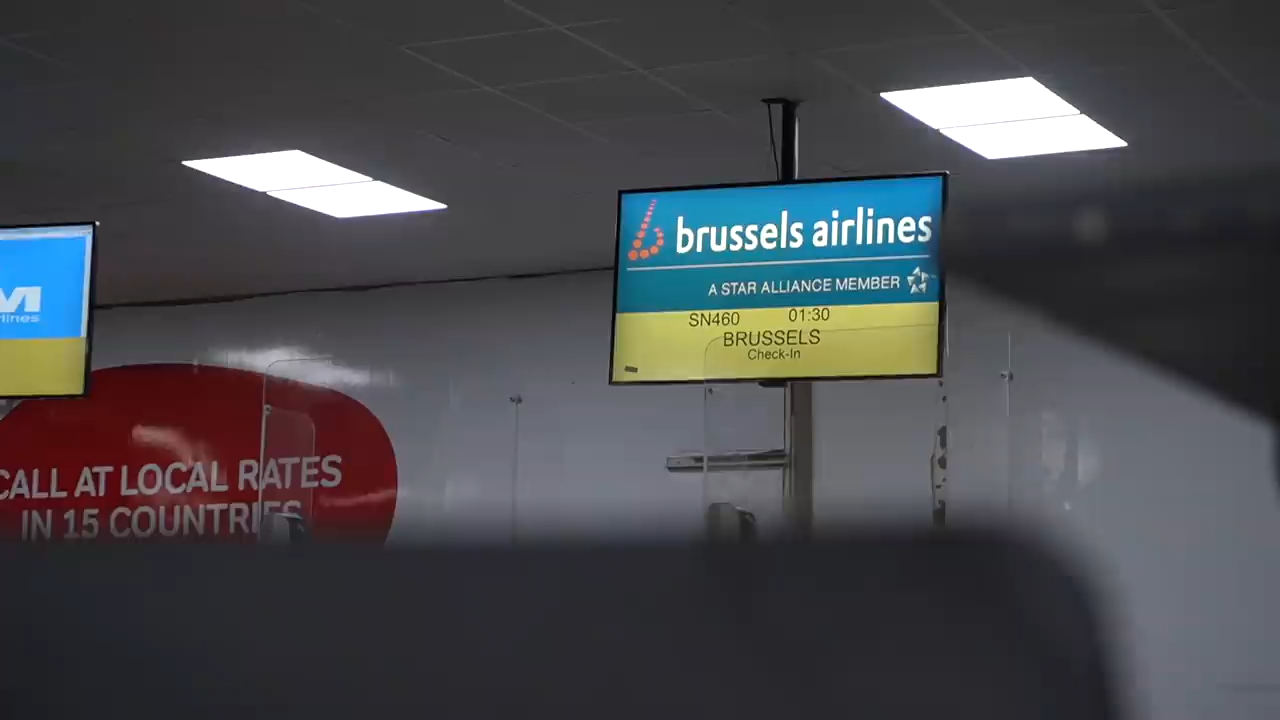 brussels airlines
A STAR ALLIANCE MEMBER
SN460 01:30
BRUSSELS
Check-In
CALL AT LOCAL RATES
IN 15 COUNTRIES